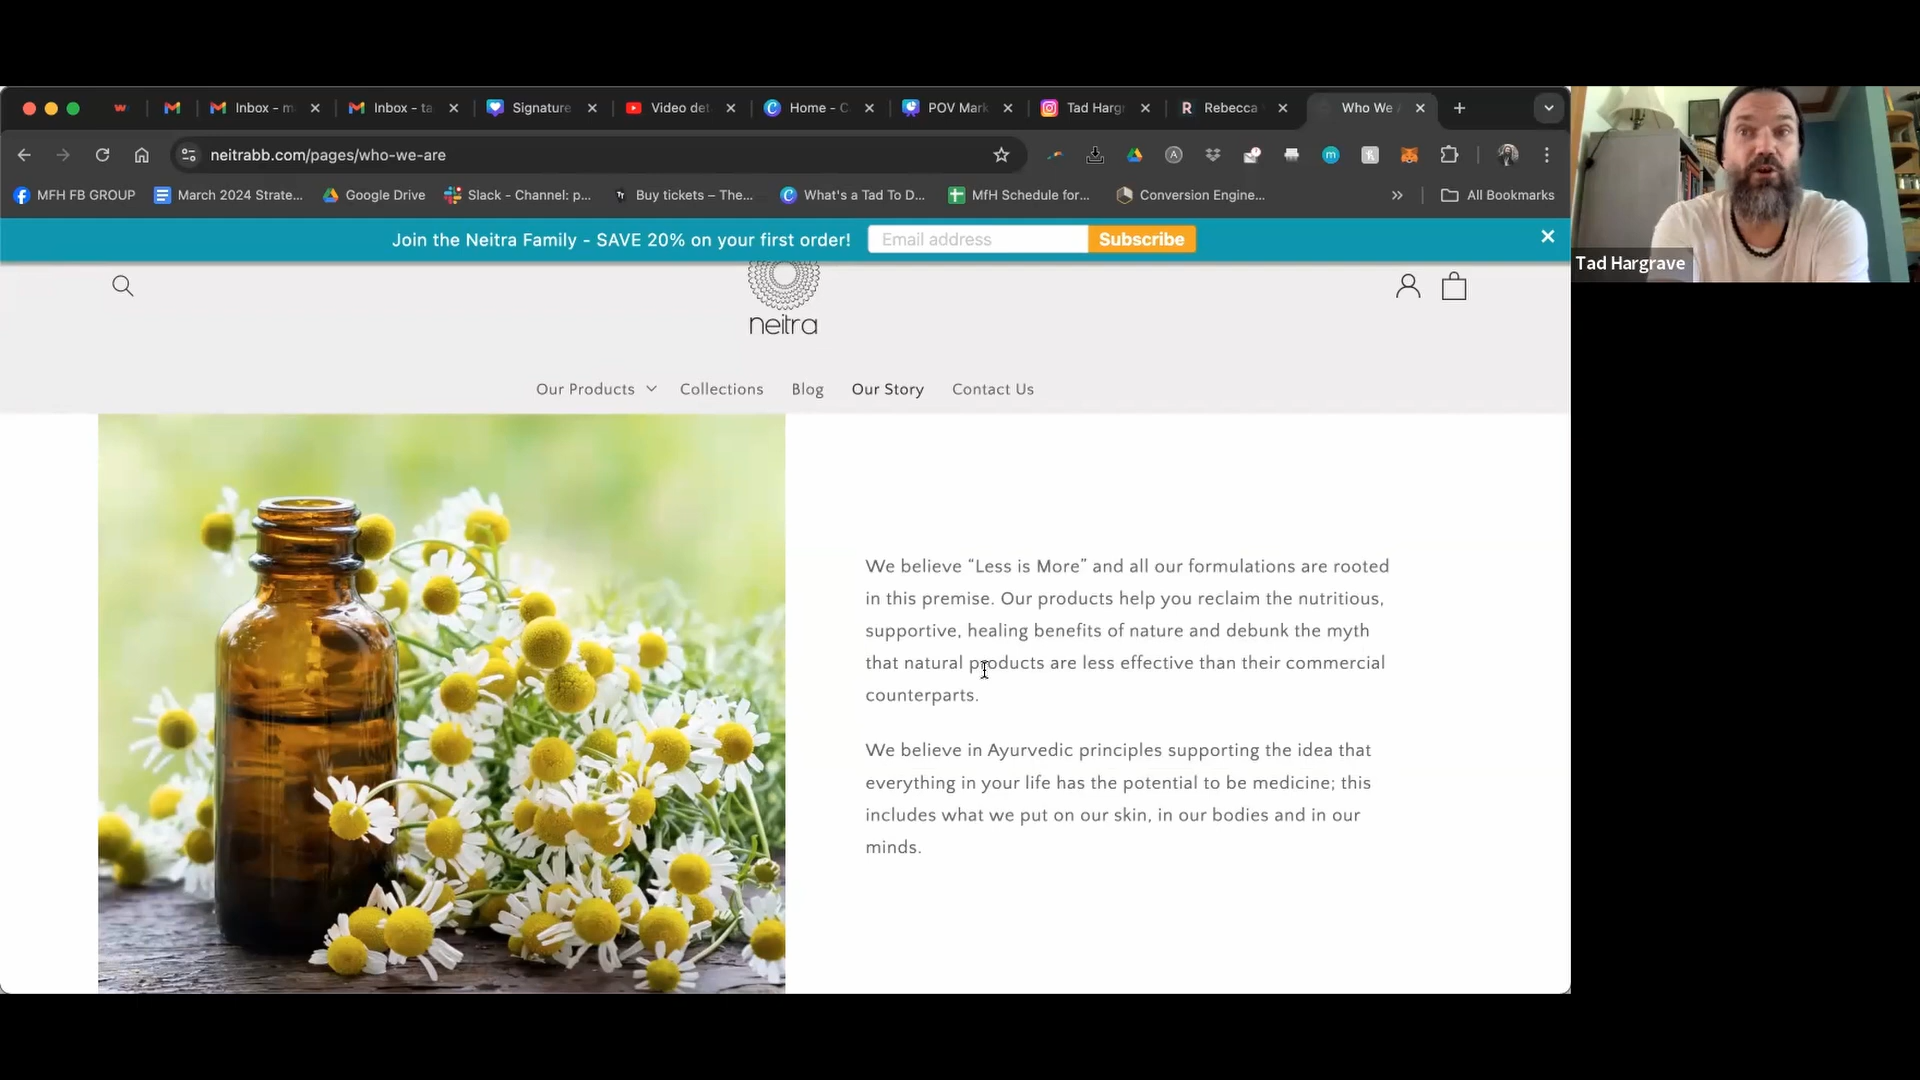 Inbox - m
Inbox - ta
Signature
Video det
Home - C
POV Mark
Tad Hargr
Rebecca
Who We A
neitrabb.com/pages/who-we-are
MFH FB GROUP
March 2024 Strate...
Google Drive
Slack - Channel: p...
Buy tickets – The...
What's a Tad To D...
MfH Schedule for...
Conversion Engine...
All Bookmarks
Join the Neitra Family - SAVE 20% on your first order!
Email address
Subscribe
neitra
Our Products
Collections
Blog
Our Story
Contact Us
We believe “Less is More” and all our formulations are rooted
in this premise. Our products help you reclaim the nutritious,
supportive, healing benefits of nature and debunk the myth
that natural products are less effective than their commercial
counterparts.
We believe in Ayurvedic principles supporting the idea that
everything in your life has the potential to be medicine; this
includes what we put on our skin, in our bodies and in our
minds.
Tad Hargrave